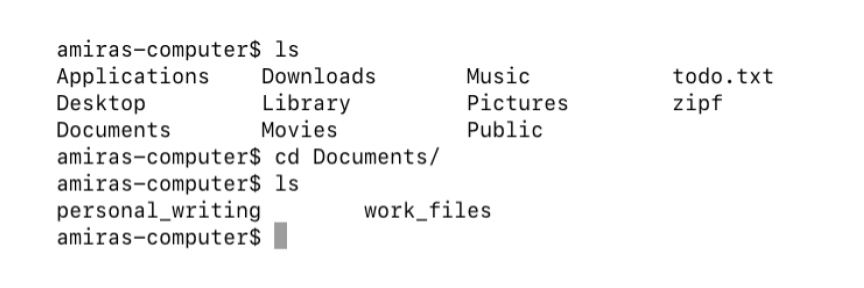 amiras-computer$ ls
Applications    Downloads       Music           todo.txt
Desktop         Library         Pictures        zipf
Documents       Movies          Public
amiras-computer$ cd Documents/
amiras-computer$ ls
personal_writing        work_files
amiras-computer$